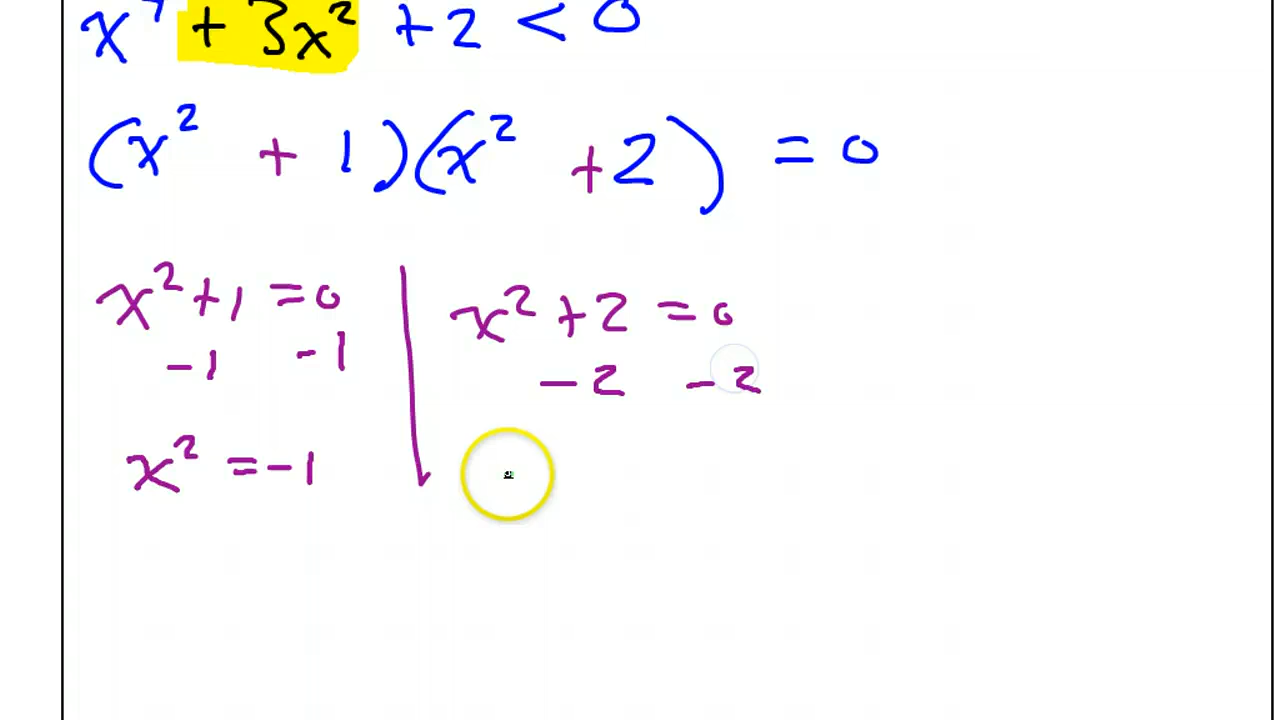 x⁴ + 3x² + 2 < 0
(x² + 1)(x² + 2) = 0
x² + 1 = 0
-1 -1
x² = -1
x² + 2 = 0
-2 -2